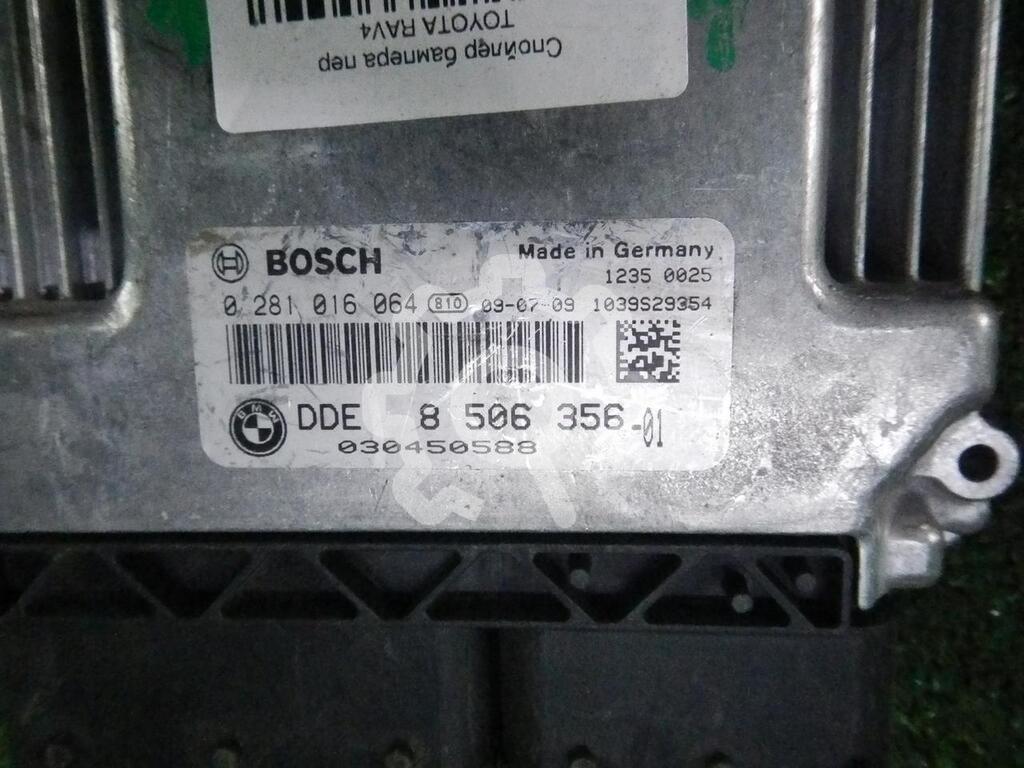 Спойлер бампера пер
TOYOTA RAV4
BOSCH
Made in Germany
1235 0025
0 281 016 064 810 09-07-09 1039S29354
BMW
DDE 8 506 356-01
030450588